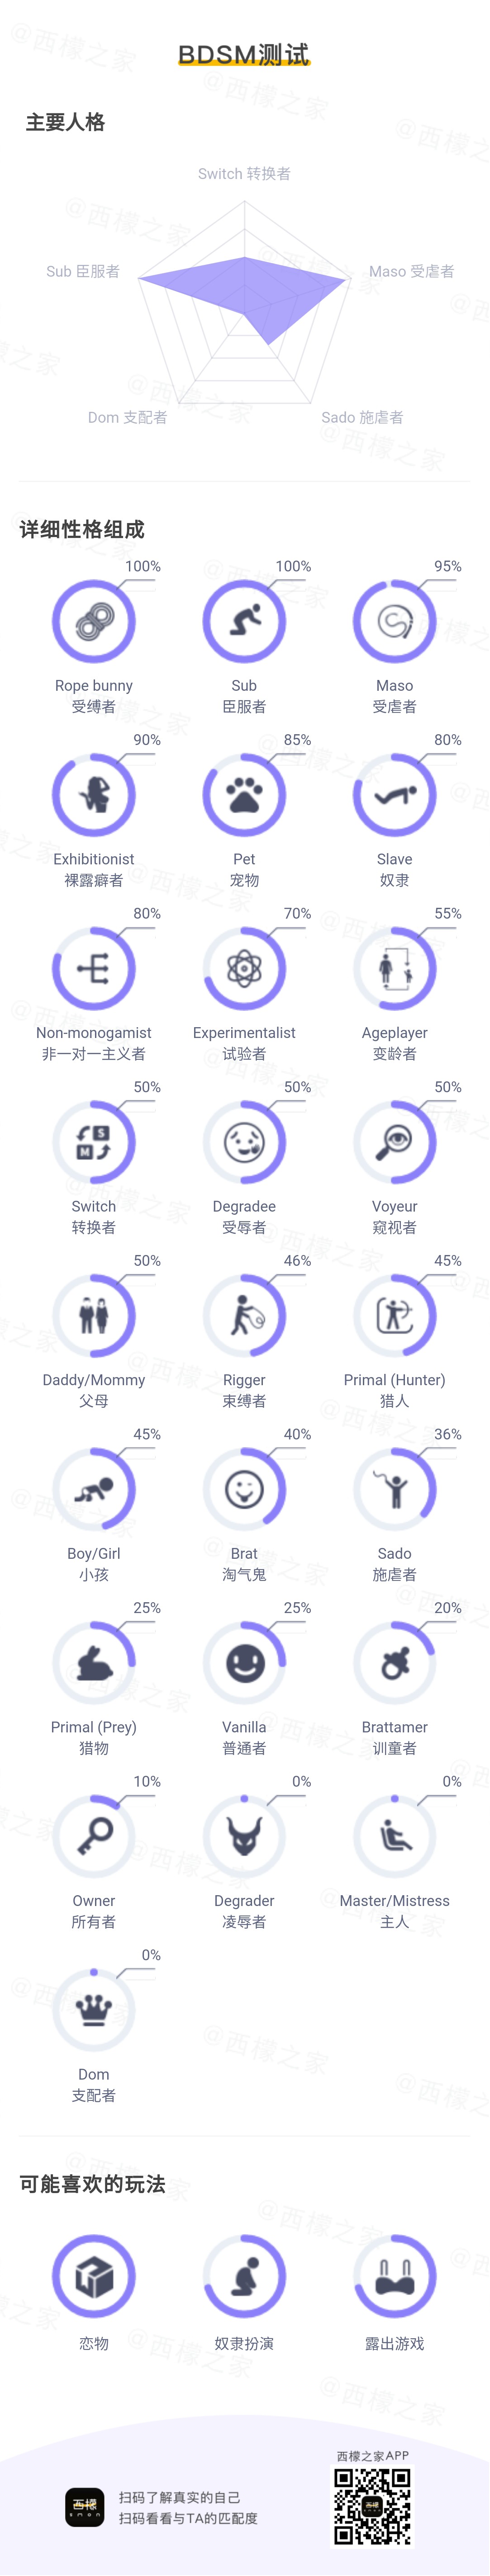 BDSM测试
主要人格
Switch 转换者
Sub 臣服者
Maso 受虐者
Dom 支配者
Sado 施虐者
详细性格组成
100%
100%
95%
Rope bunny
受缚者
Sub
臣服者
Maso
受虐者
90%
85%
80%
Exhibitionist
裸露癖者
Pet
宠物
Slave
奴隶
80%
70%
55%
Non-monogamist
非一对一主义者
Experimentalist
试验者
Ageplayer
变龄者
50%
50%
50%
S
M
Switch
转换者
Degradee
受辱者
Voyeur
窥视者
50%
46%
45%
Daddy/Mommy
父母
Rigger
束缚者
Primal (Hunter)
猎人
45%
40%
36%
Boy/Girl
小孩
Brat
淘气鬼
Sado
施虐者
25%
25%
20%
Primal (Prey)
猎物
Vanilla
普通者
Brattamer
训童者
10%
0%
0%
Owner
所有者
Degrader
凌辱者
Master/Mistress
主人
0%
Dom
支配者
可能喜欢的玩法
恋物
奴隶扮演
露出游戏
西檬之家APP
西檬
扫码了解真实的自己
扫码看看与TA的匹配度
@西檬之家